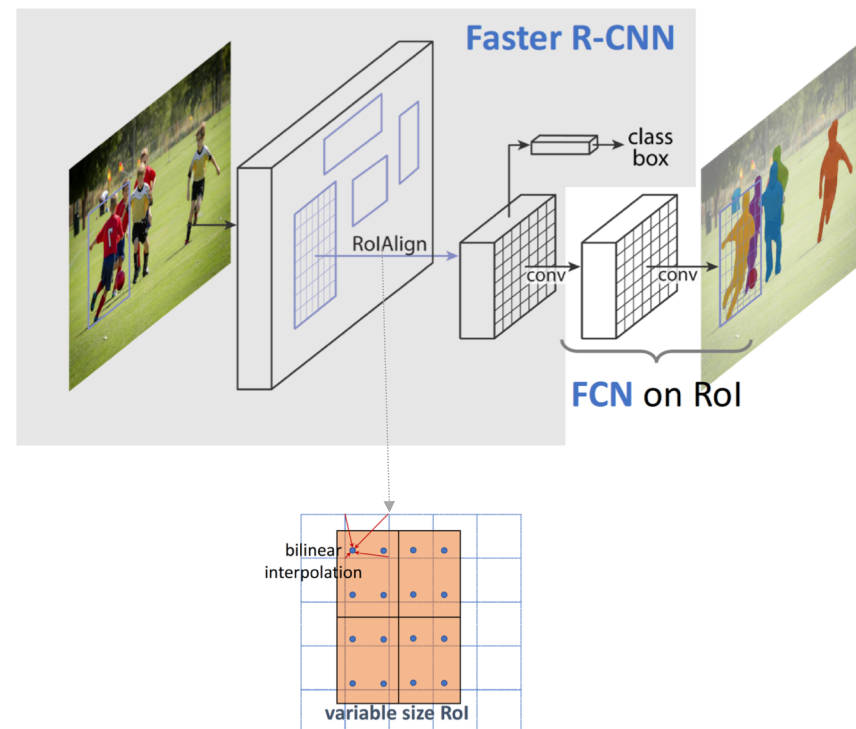 Faster R-CNN
class
box
RoIAlign
conv
conv
FCN on RoI
bilinear
interpolation
variable size RoI